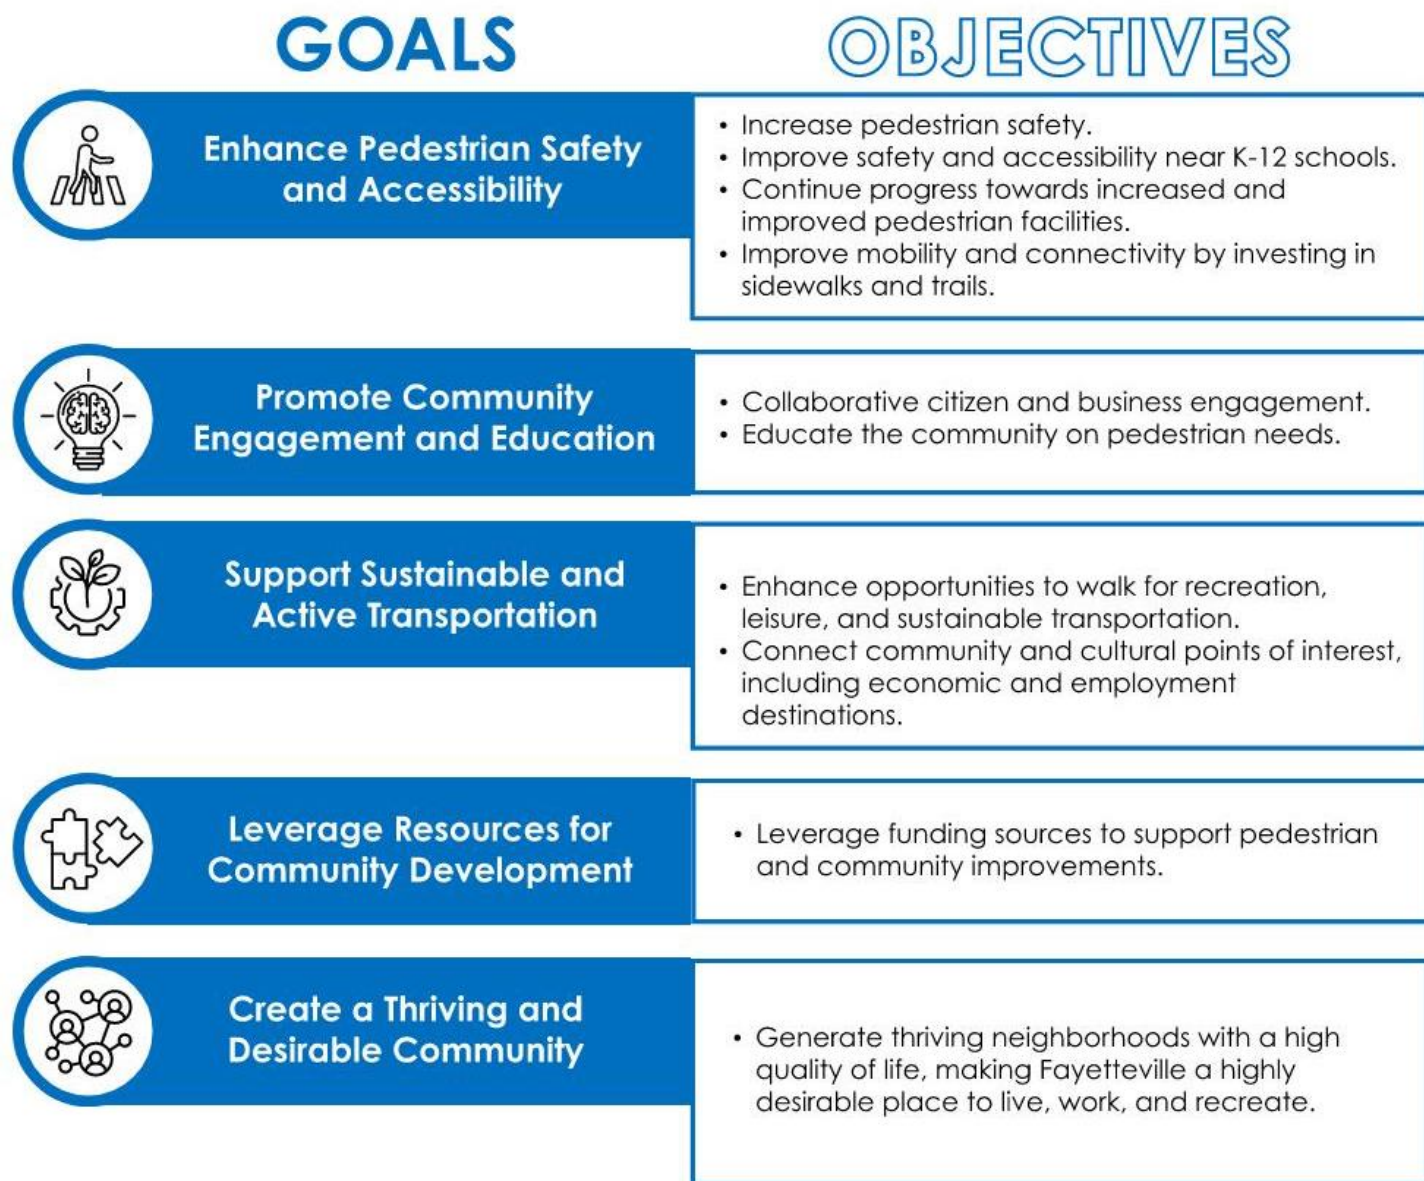 GOALS
OBJECTIVES
Enhance Pedestrian Safety
and Accessibility
• Increase pedestrian safety.
• Improve safety and accessibility near K-12 schools.
• Continue progress towards increased and
improved pedestrian facilities.
• Improve mobility and connectivity by investing in
sidewalks and trails.
Promote Community
Engagement and Education
• Collaborative citizen and business engagement.
• Educate the community on pedestrian needs.
Support Sustainable and
Active Transportation
• Enhance opportunities to walk for recreation,
leisure, and sustainable transportation.
• Connect community and cultural points of interest,
including economic and employment
destinations.
Leverage Resources for
Community Development
• Leverage funding sources to support pedestrian
and community improvements.
Create a Thriving and
Desirable Community
• Generate thriving neighborhoods with a high
quality of life, making Fayetteville a highly
desirable place to live, work, and recreate.